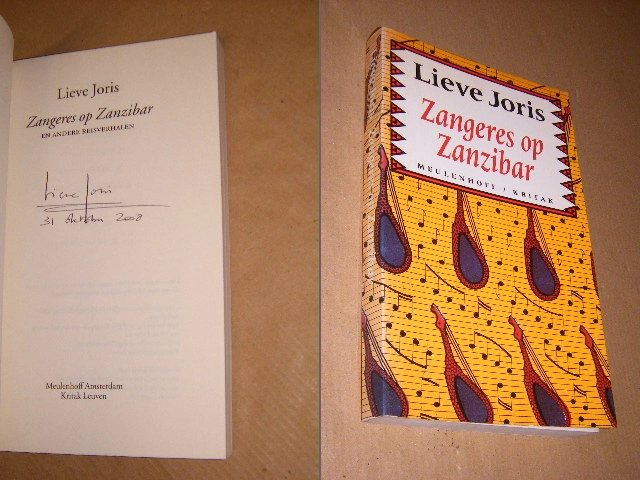 Lieve Joris
Zangeres op Zanzibar
EN ANDERE REISVERHALEN
Lieve Joris
31 oktober 2008
Meulenhoff Amsterdam
Kritak Leuven
Lieve Joris
Zangeres op
Zanzibar
MEULENHOFF / KRITAK